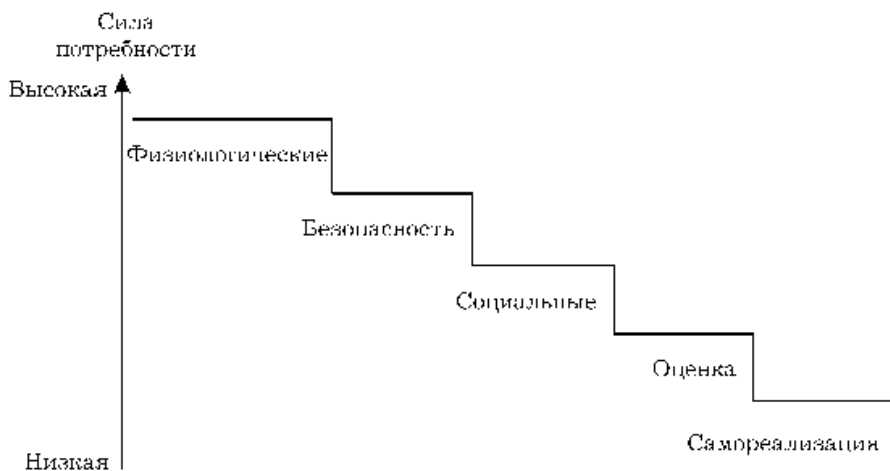 Сила
потребности
Высокая
Физиологические
Безопасность
Социальные
Оценка
Самореализация
Низкая